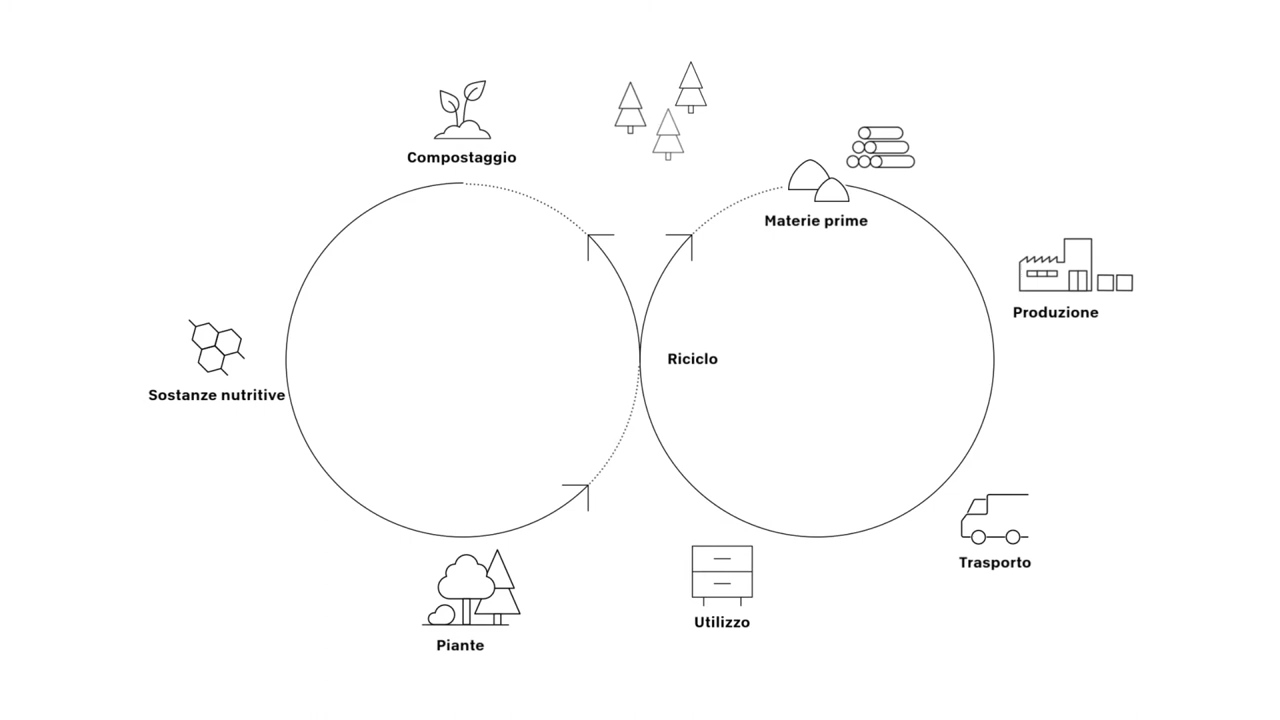 Compostaggio
Materie prime
Produzione
Riciclo
Sostanze nutritive
Trasporto
Utilizzo
Piante